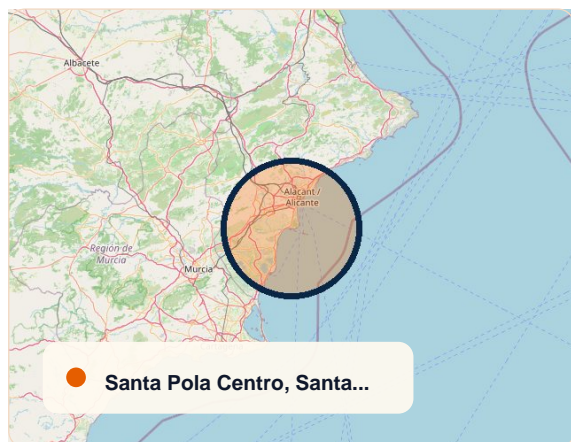 Albacete
Alacant /
Alicante
Región de
Murcia
Murcia
Santa Pola Centro, Santa...